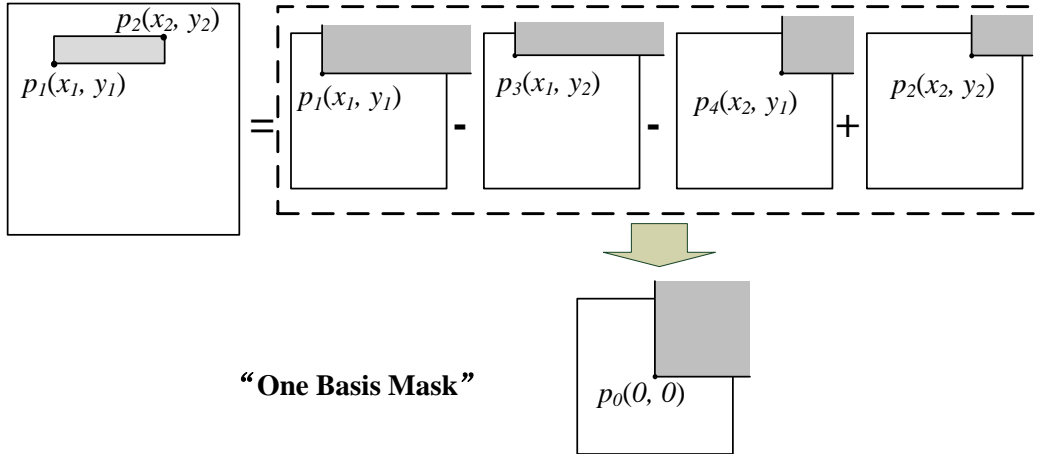 p₂(x₂, y₂)
p₁(x₁, y₁)
=
p₁(x₁, y₁)
-
p₃(x₁, y₂)
-
p₄(x₂, y₁)
+
p₂(x₂, y₂)
“One Basis Mask”
p₀(0, 0)